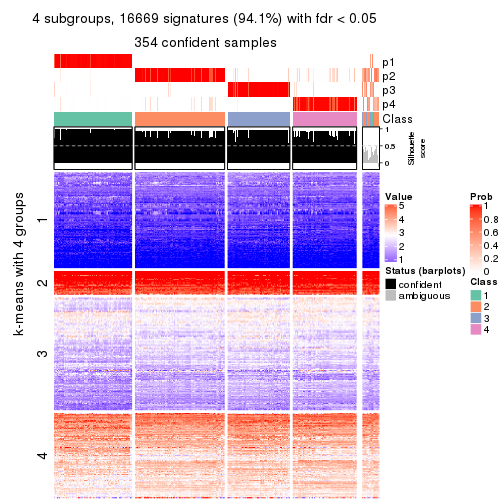 4 subgroups, 16669 signatures (94.1%) with fdr < 0.05
354 confident samples
p1
p2
p3
p4
Class
1
0.5
0
Silhouette
score
k-means with 4 groups
1
2
3
4
Value
5
4
3
2
1
Prob
1
0.8
0.6
0.4
0.2
0
Status (barplots)
confident
ambiguous
Class
1
2
3
4